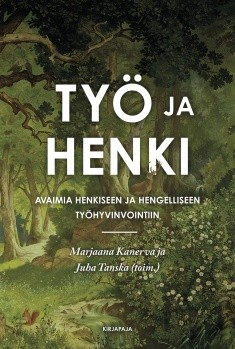 TYÖ JA
HENKI
AVAIMIA HENKISEEN JA HENGELLISEEN
TYÖHYVINVOINTIIN
Marjaana Kanerva ja
Juha Tanska (toim.)
KIRJAPAJA